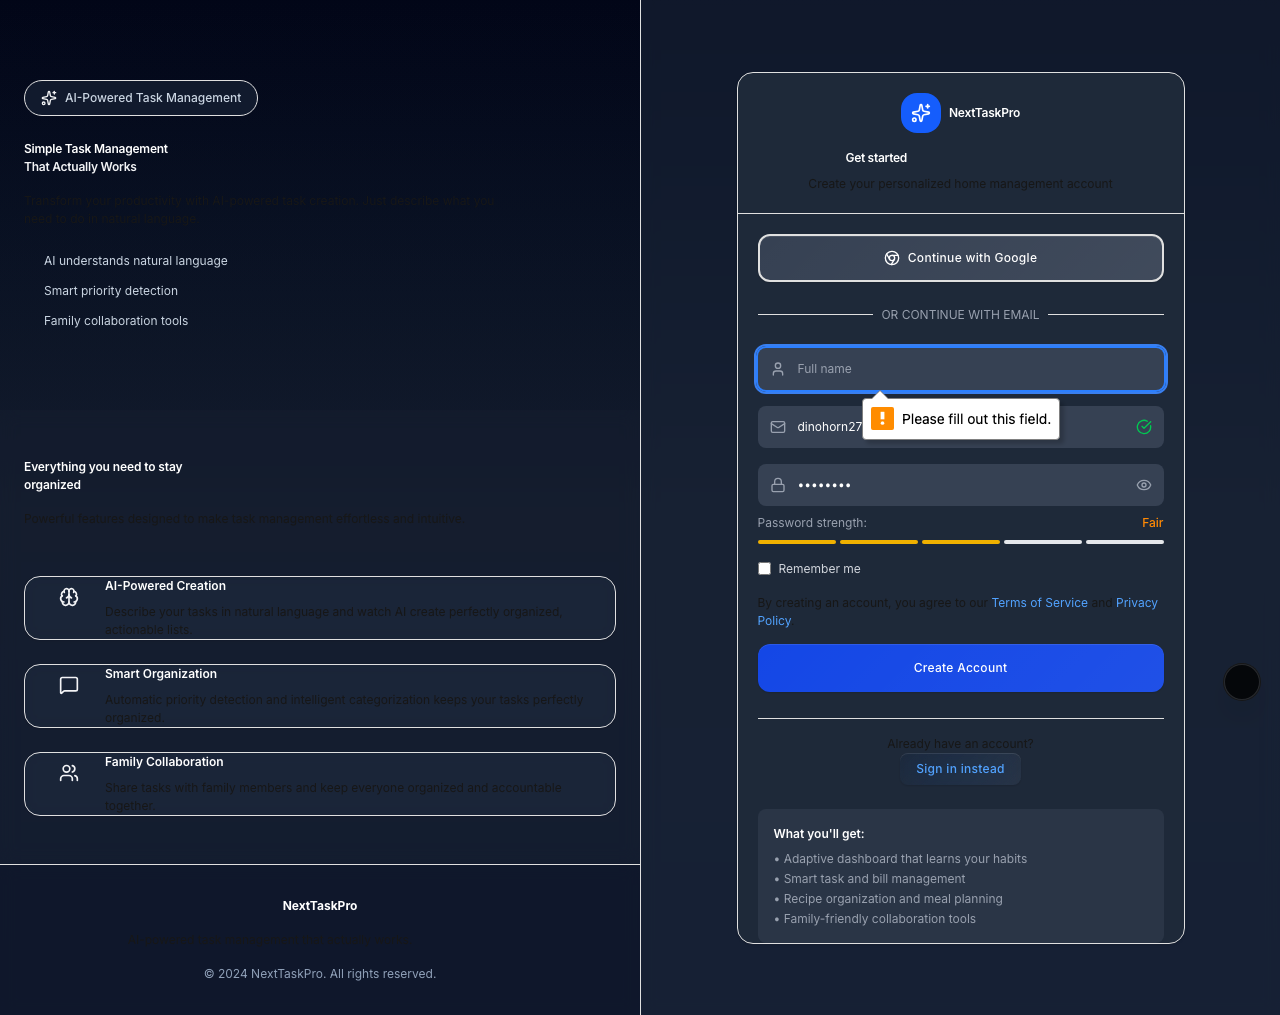 AI-Powered Task Management
Simple Task Management
That Actually Works
Transform your productivity with AI-powered task creation. Just describe what you
need to do in natural language.
AI understands natural language
Smart priority detection
Family collaboration tools
Everything you need to stay
organized
Powerful features designed to make task management effortless and intuitive.
AI-Powered Creation
Describe your tasks in natural language and watch AI create perfectly organized,
actionable lists.
Smart Organization
Automatic priority detection and intelligent categorization keeps your tasks perfectly
organized.
Family Collaboration
Share tasks with family members and keep everyone organized and accountable
together.
NextTaskPro
© 2024 NextTaskPro. All rights reserved.
NextTaskPro
Get started
Create your personalized home management account
Continue with Google
OR CONTINUE WITH EMAIL
Full name
Please fill out this field.
dinohorn27
••••••••
Password strength:
Fair
Remember me
By creating an account, you agree to our Terms of Service and Privacy
Policy
Create Account
Already have an account?
Sign in instead
What you'll get:
• Adaptive dashboard that learns your habits
• Smart task and bill management
• Recipe organization and meal planning
• Family-friendly collaboration tools